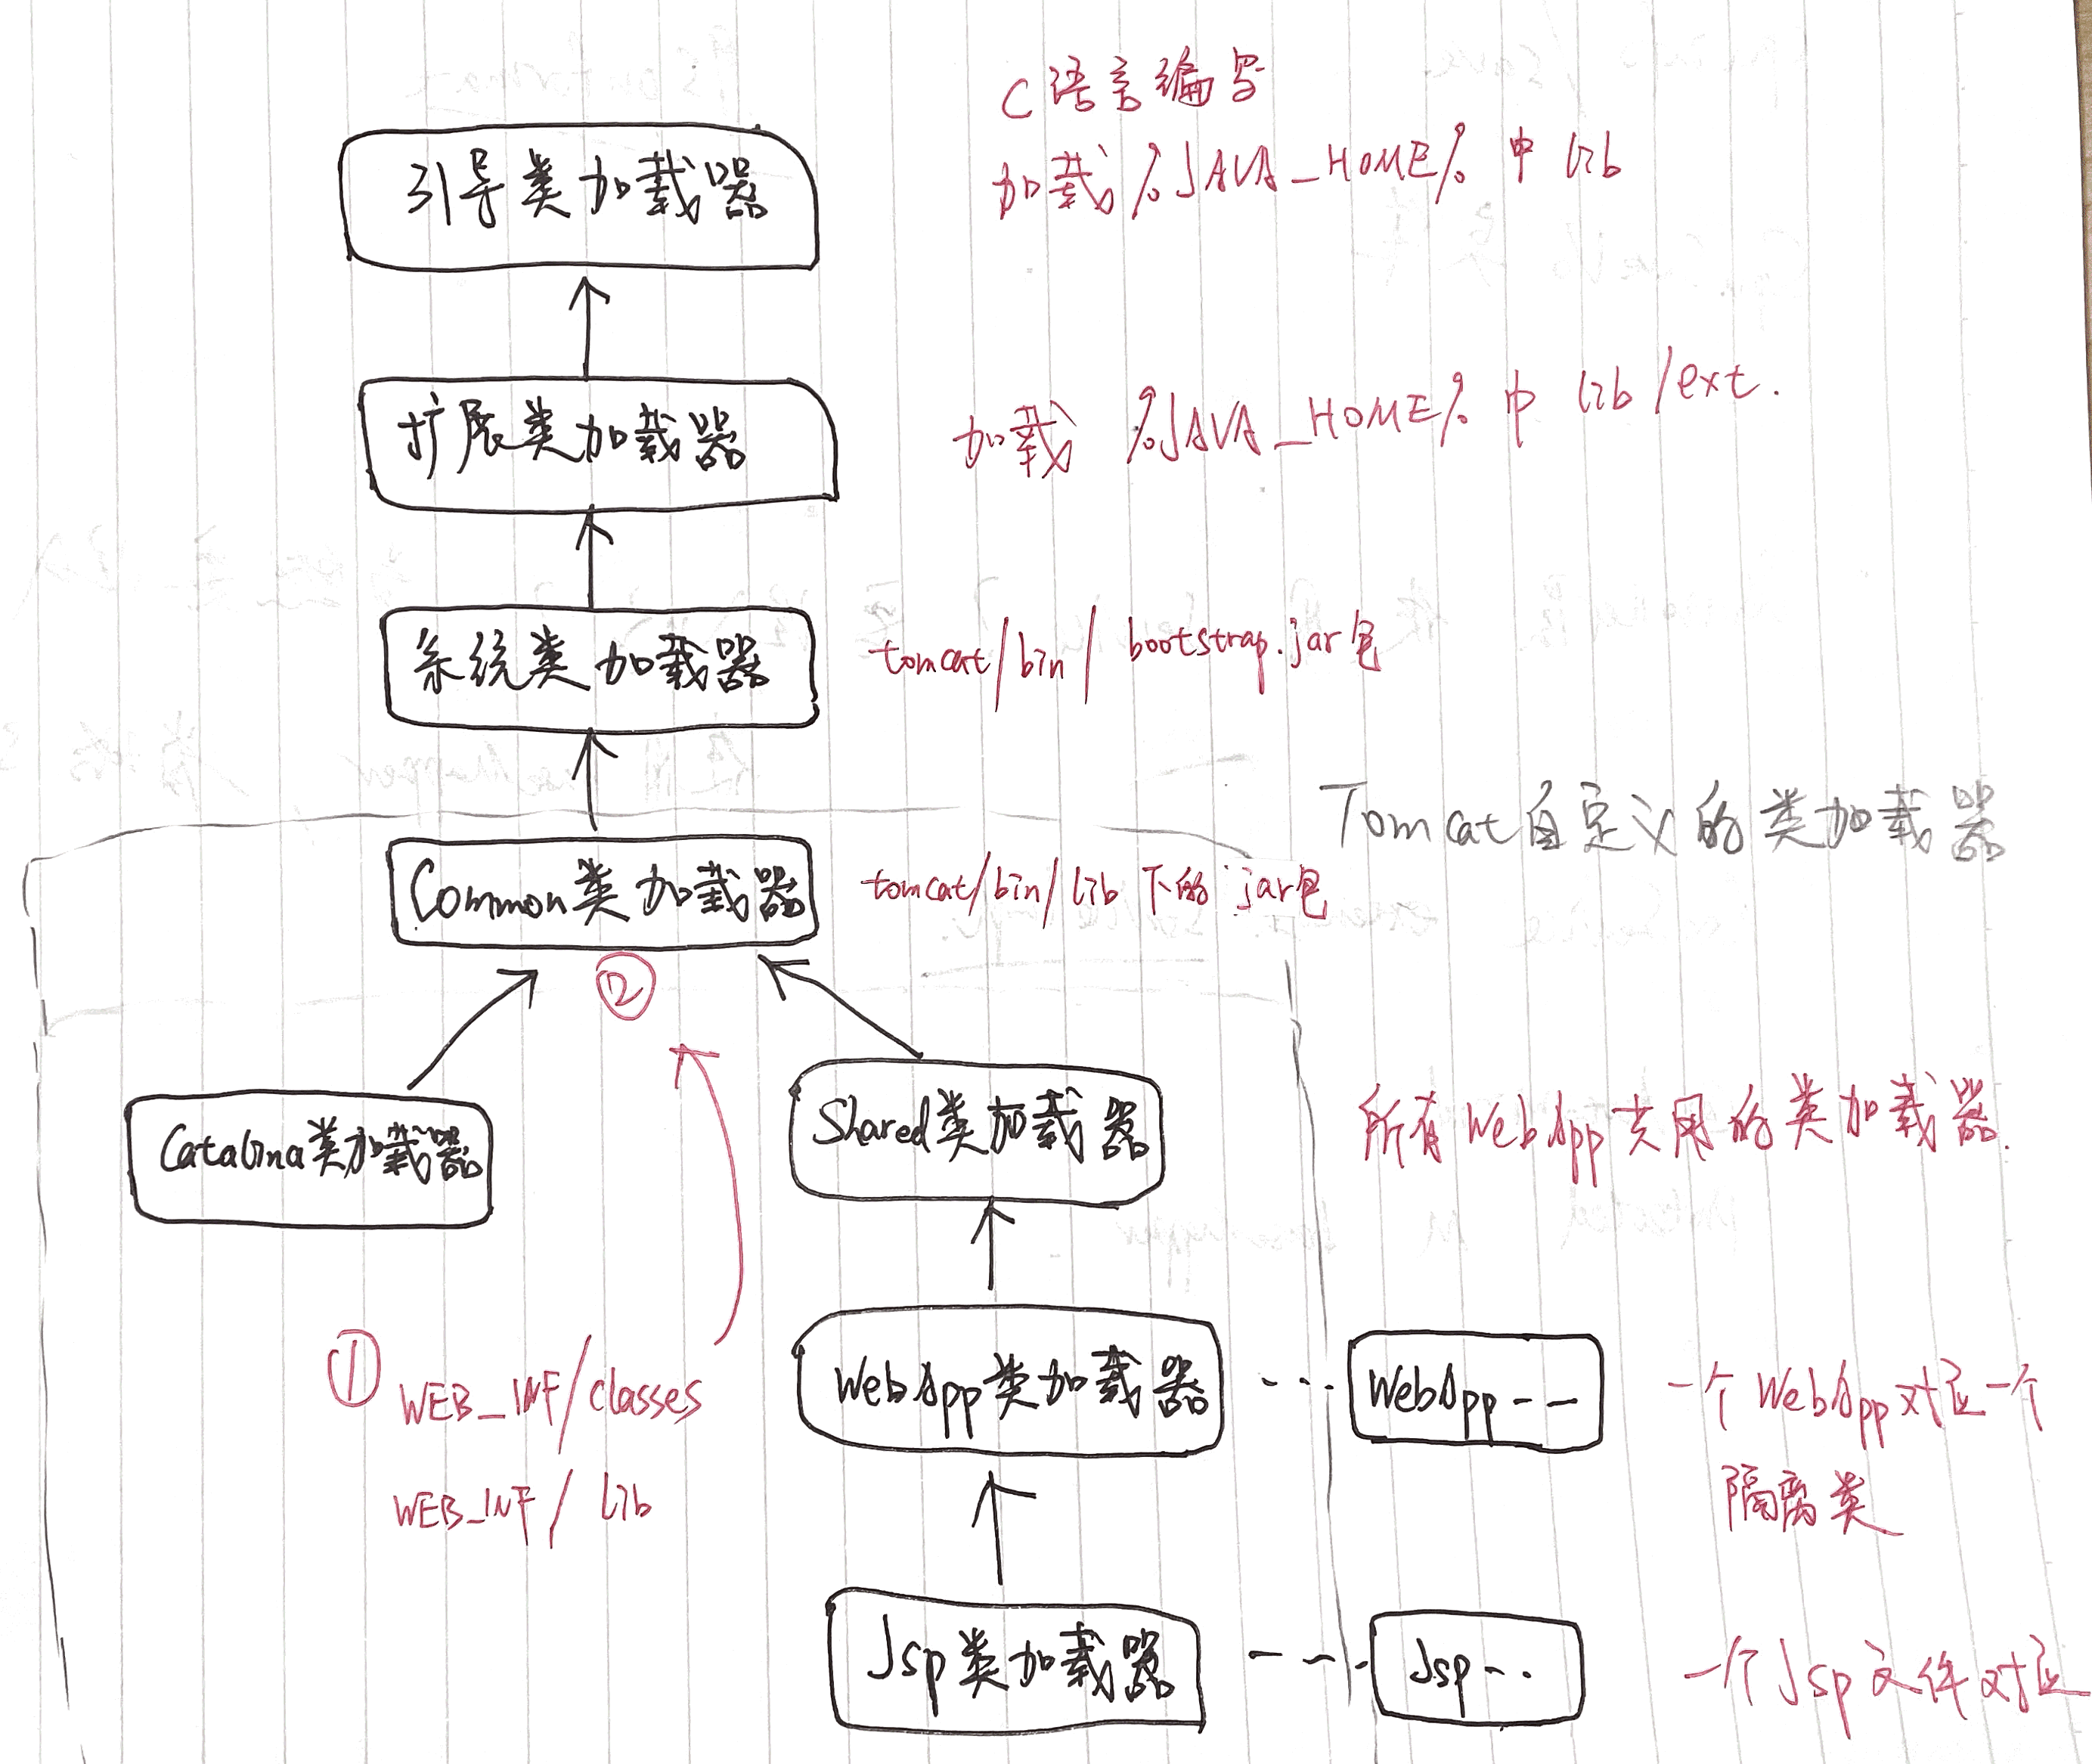 C语言编写
引导类加载器
加载%JAVA_HOME%中lib
扩展类加载器
加载 %JAVA_HOME%中 lib/ext.
系统类加载器
tomcat/bin/bootstrap.jar包
Tomcat自定义的类加载器
Common类加载器
tomcat/bin/lib 下的jar包
②
Catalina类加载器
Shared类加载器
所有WebApp共用的类加载器.
①
WEB_INF/classes
WEB_INF/lib
WebApp类加载器
...
WebApp--
一个WebApp对应一个
隔离类
Jsp类加载器
---.
Jsp-.
一个Jsp文件对应